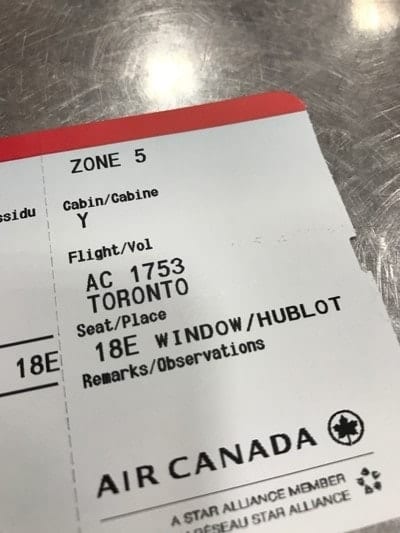 ZONE 5
ssidu
Cabin/Cabine
Y
Flight/Vol
AC 1753
TORONTO
Seat/Place
18E
18E WINDOW/HUBLOT
Remarks/Observations
AIR CANADA
A STAR ALLIANCE MEMBER
RÉSEAU STAR ALLIANCE